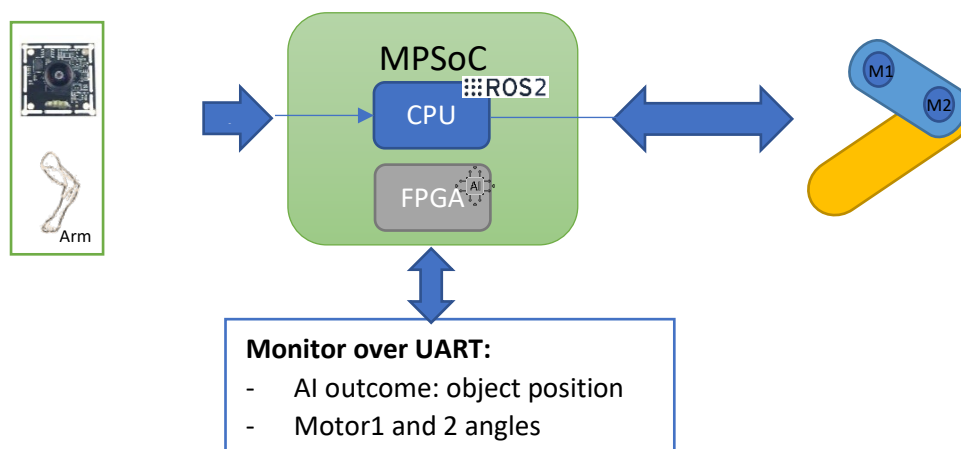 MPSoC
ROS2
CPU
AI
FPGA
Arm
M1
M2
Monitor over UART:
- AI outcome: object position
- Motor1 and 2 angles